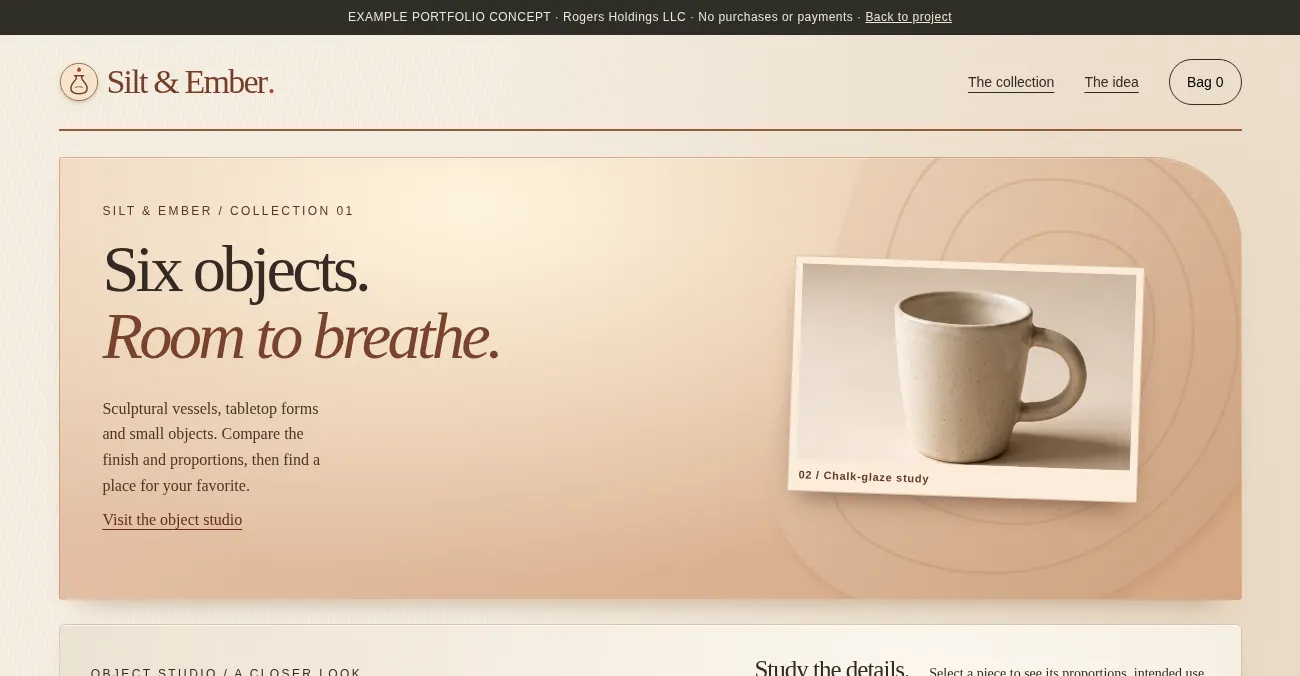 EXAMPLE PORTFOLIO CONCEPT · Rogers Holdings LLC · No purchases or payments · Back to project
Silt & Ember.
The collection
The idea
Bag 0
SILT & EMBER / COLLECTION 01
Six objects.
Room to breathe.
Sculptural vessels, tabletop forms
and small objects. Compare the
finish and proportions, then find a
place for your favorite.
Visit the object studio
02 / Chalk-glaze study
OBJECT STUDIO / A CLOSER LOOK
Study the details.
Select a piece to see its proportions, intended use